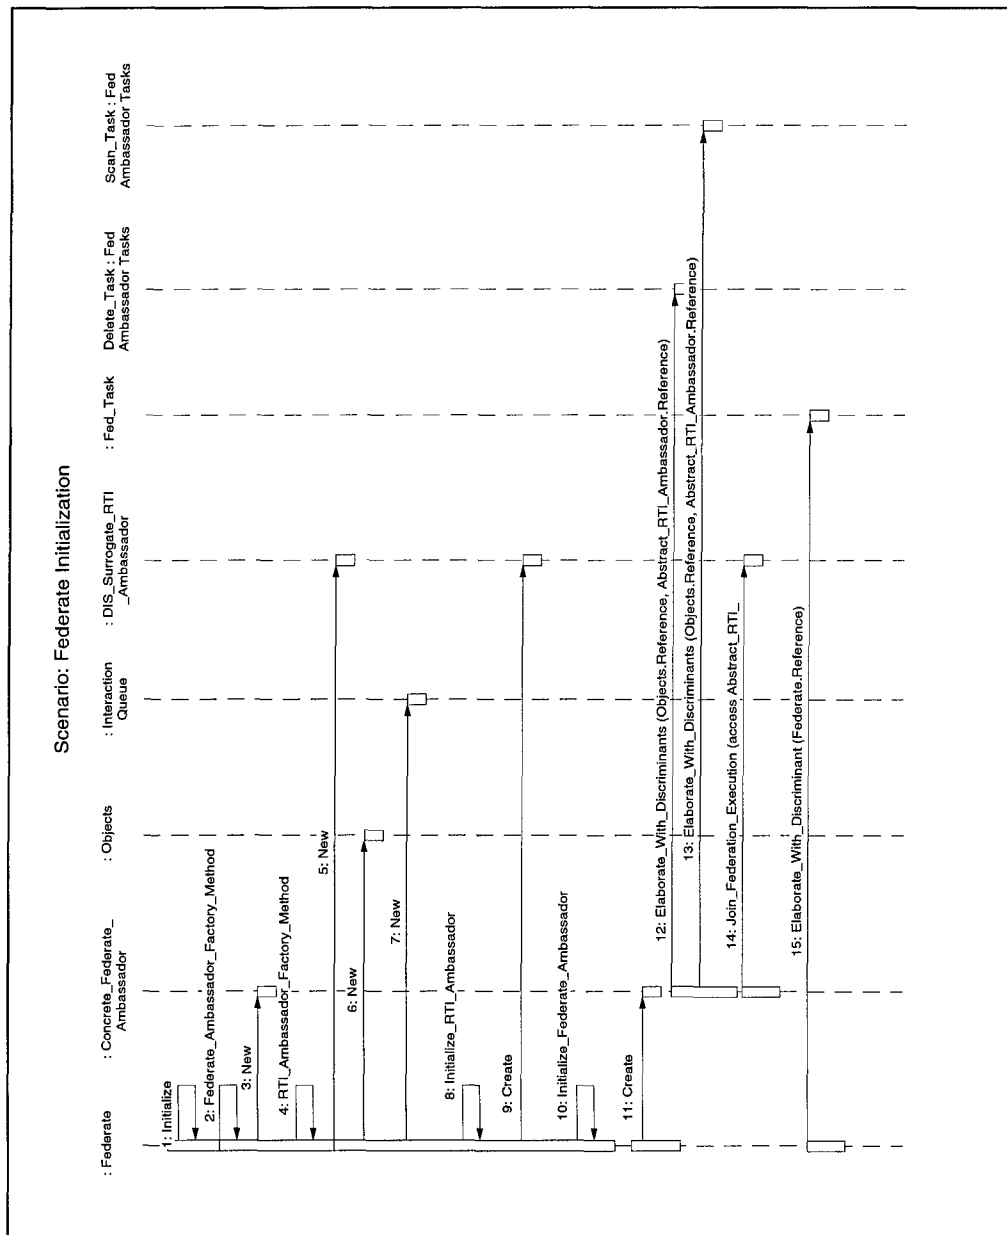 Scenario: Federate Initialization
: Federate
: Concrete_Federate_
Ambassador
: Objects
: Interaction
Queue
: DIS_Surrogate_RTI
_Ambassador
: Fed_Task
Delete_Task : Fed
Ambassador Tasks
Scan_Task : Fed
Ambassador Tasks
1: Initialize
2: Federate_Ambassador_Factory_Method
3: New
4: RTI_Ambassador_Factory_Method
5: New
6: New
7: New
8: Initialize_RTI_Ambassador
9: Create
10: Initialize_Federate_Ambassador
11: Create
12: Elaborate_With_Discriminants (Objects.Reference, Abstract_RTI_Ambassador.Reference)
13: Elaborate_With_Discriminants (Objects.Reference, Abstract_RTI_Ambassador.Reference)
14: Join_Federation_Execution (access Abstract_RTI_
15: Elaborate_With_Discriminant (Federate.Reference)